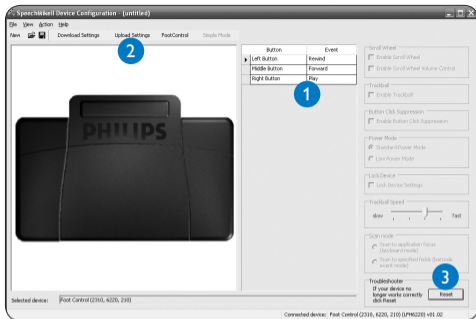 SpeechMikeII Device Configuration - (untitled)
File View Action Help
New Download Settings Upload Settings FootControl Simple Mode
2
Button Event
Left Button Rewind
Middle Button Forward
Right Button Play
1
PHILIPS
Scroll Wheel
Enable Scroll Wheel
Enable Scroll Wheel Volume Control
Trackball
Enable Trackball
Button Click Suppression
Enable Button Click Suppression
Power Mode
Standard Power Mode
Low Power Mode
Lock Device
Lock Device Settings
Trackball Speed
slow fast
Scan mode
Scan to application focus
(keyboard mode)
Scan to specified fields (barcode
event mode)
3
Troubleshooter
If your device no
longer works correctly
click Reset
Reset
Selected device: Foot Control (2310, 6220, 210)
Connected device: Foot Control (2310, 6220, 210) (LFM6220) v01.02